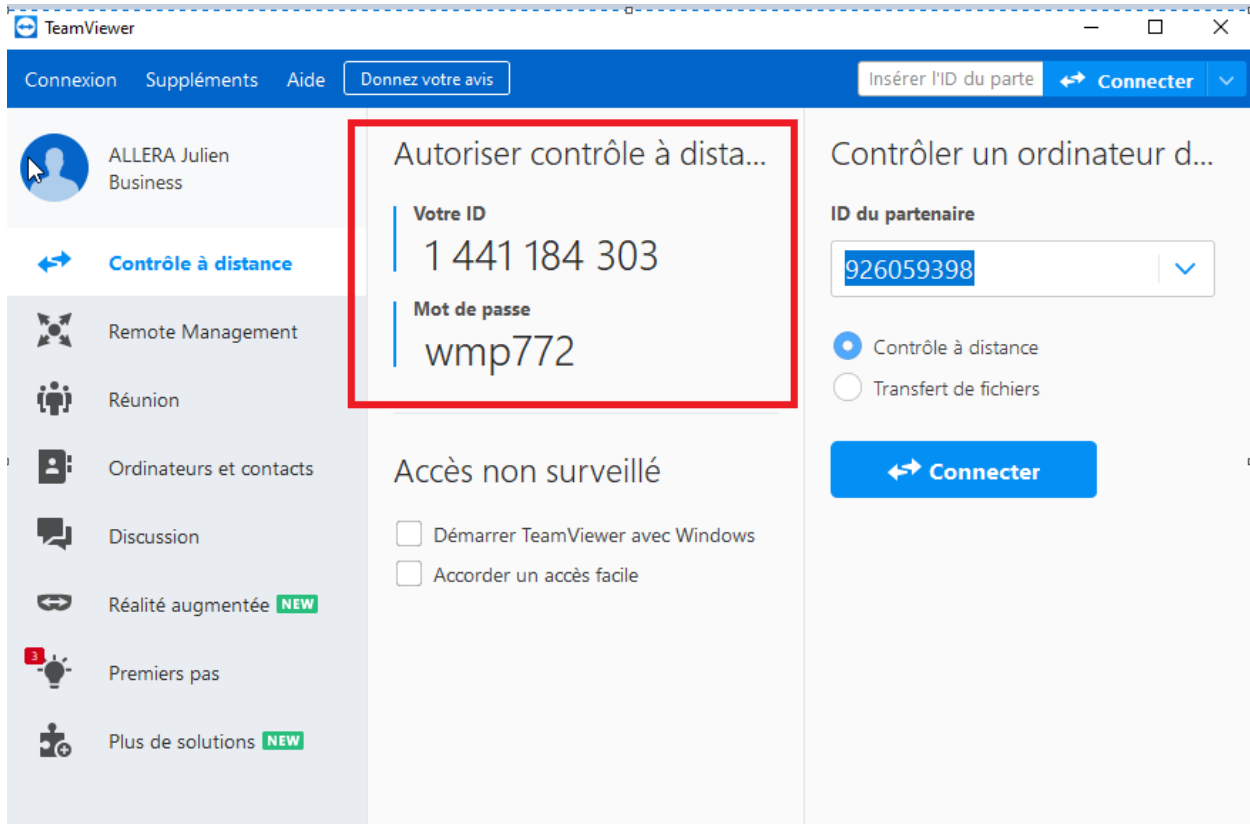 TeamViewer
Connexion Suppléments Aide Donnez votre avis Insérer l'ID du parte Connecter
ALLERA Julien
Business
Contrôle à distance
Remote Management
Réunion
Ordinateurs et contacts
Discussion
Réalité augmentée NEW
3
Premiers pas
Plus de solutions NEW
Autoriser contrôle à dista...
Votre ID
1 441 184 303
Mot de passe
wmp772
Accès non surveillé
Démarrer TeamViewer avec Windows
Accorder un accès facile
Contrôler un ordinateur d...
ID du partenaire
926059398
Contrôle à distance
Transfert de fichiers
Connecter